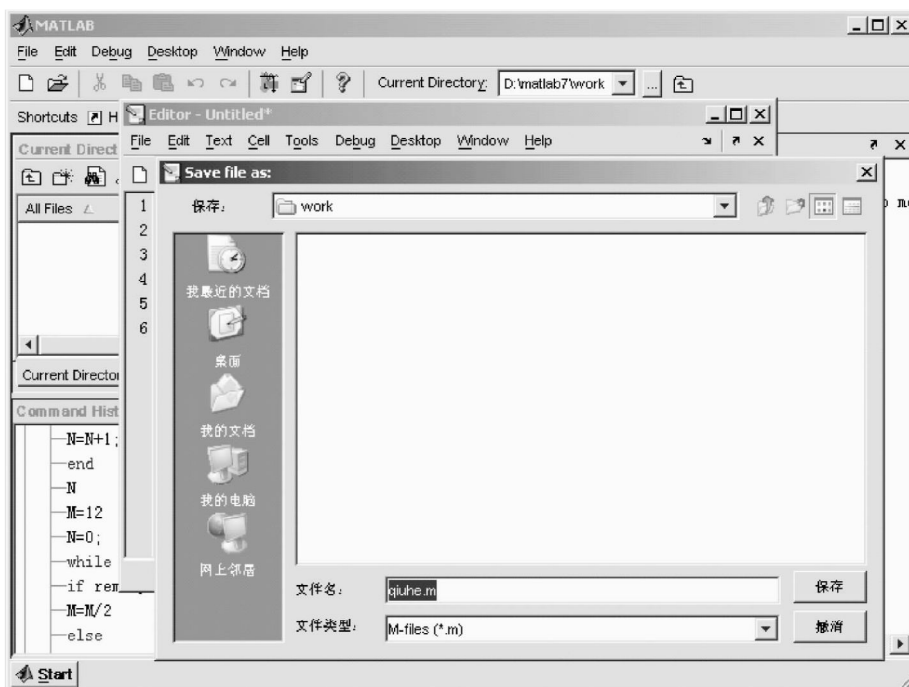 MATLAB
File Edit Debug Desktop Window Help
Current Directory: D:\matlab7\work
Shortcuts
Editor - Untitled*
File Edit Text Cell Tools Debug Desktop Window Help
Current Direct
Save file as:
All Files
1
2
3
4
5
6
保存:
work
我最近的文档
桌面
我的文档
我的电脑
网上邻居
Current Directo
Command Hist
N=N+1;
end
N
M=12
N=0;
while
if rem
M=M/2
else
文件名:
qiuhe.m
保存
文件类型:
M-files (*.m)
撤消
Start